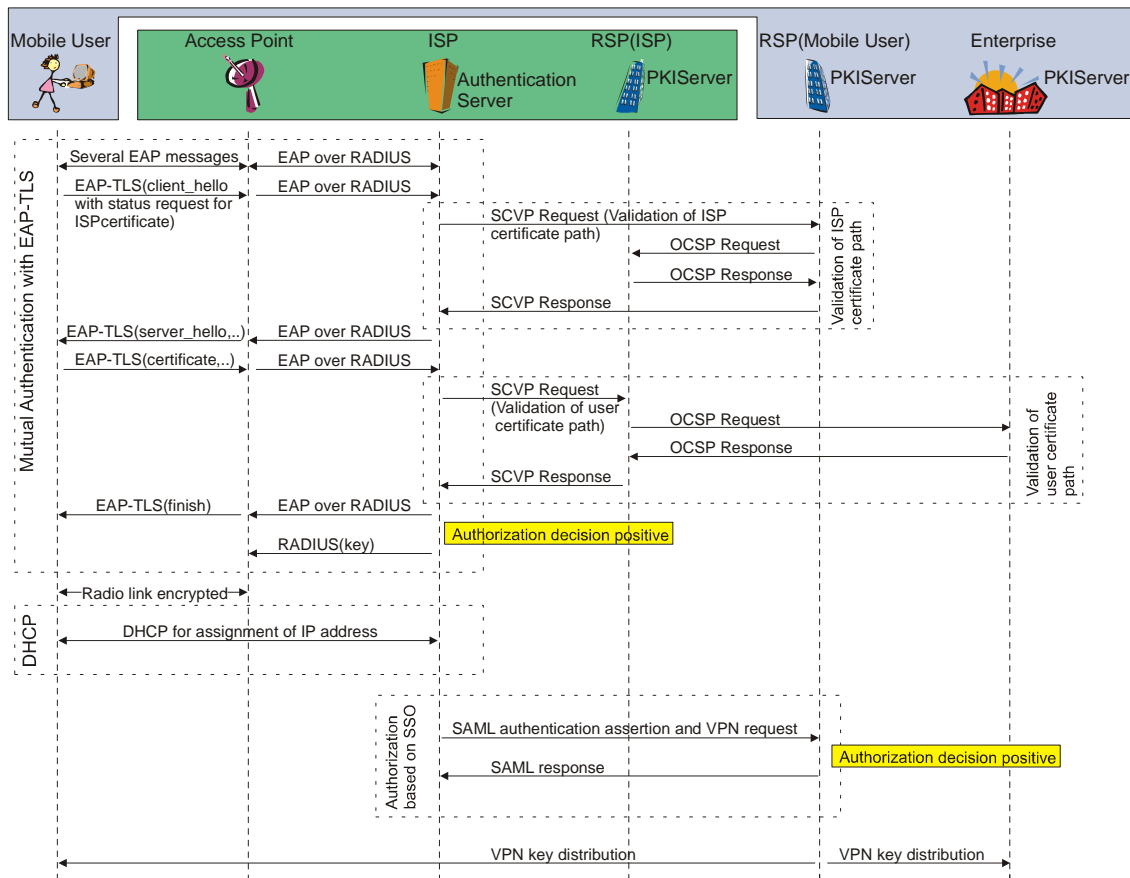 Mobile User
Access Point
ISP
RSP(ISP)
RSP(Mobile User)
Enterprise
Authentication
Server
PKIServer
PKIServer
PKIServer
Mutual Authentication with EAP-TLS
Several EAP messages
EAP over RADIUS
EAP-TLS(client_hello
with status request for
ISPcertificate)
EAP over RADIUS
SCVP Request (Validation of ISP
certificate path)
OCSP Request
OCSP Response
SCVP Response
Validation of ISP
certificate path
EAP-TLS(server_hello,..)
EAP over RADIUS
EAP-TLS(certificate,..)
EAP over RADIUS
SCVP Request
(Validation of user
certificate path)
OCSP Request
OCSP Response
SCVP Response
Validation of
user certificate
path
EAP-TLS(finish)
EAP over RADIUS
Authorization decision positive
RADIUS(key)
Radio link encrypted
DHCP
DHCP for assignment of IP address
Authorization
based on SSO
SAML authentication assertion and VPN request
Authorization decision positive
SAML response
VPN key distribution
VPN key distribution